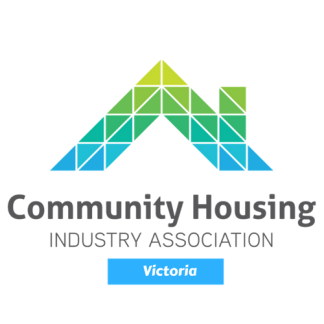 Community Housing
INDUSTRY ASSOCIATION
Victoria